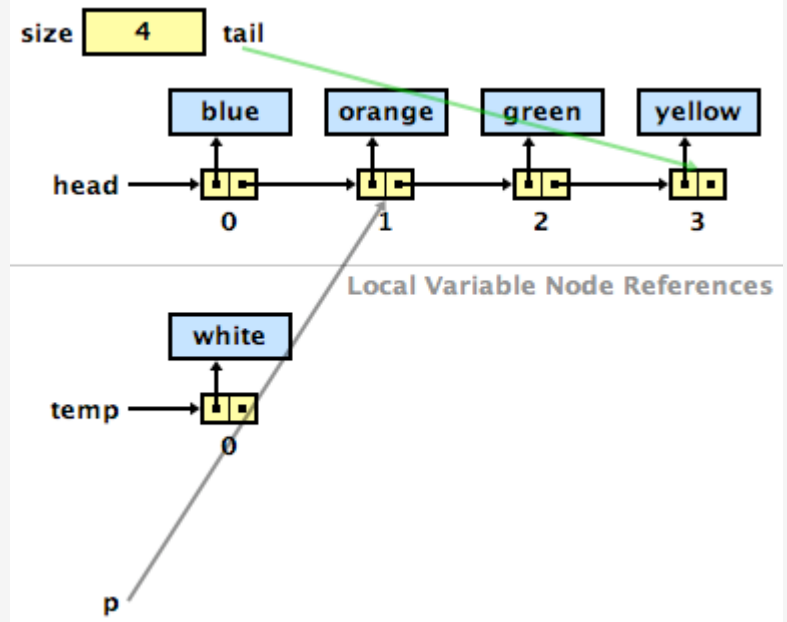 size 4 tail
blue orange green yellow
head
0 1 2 3
Local Variable Node References
white
temp
0
p